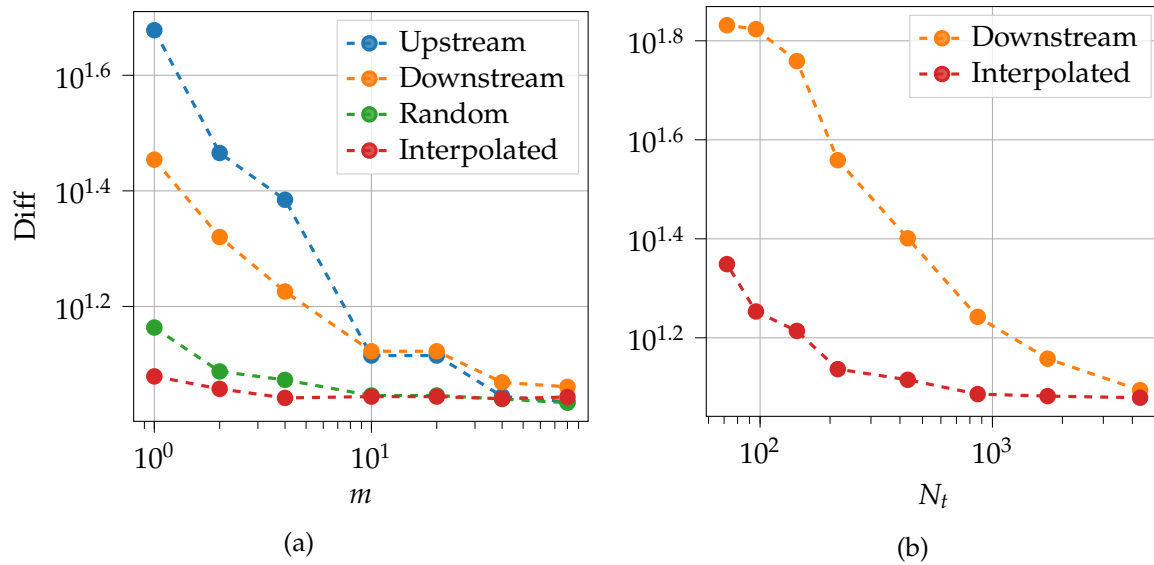 Diff
10^1.6
10^1.4
10^1.2
Upstream
Downstream
Random
Interpolated
10^0
10^1
m
(a)
10^1.8
10^1.6
10^1.4
10^1.2
Downstream
Interpolated
10^2
10^3
N_t
(b)